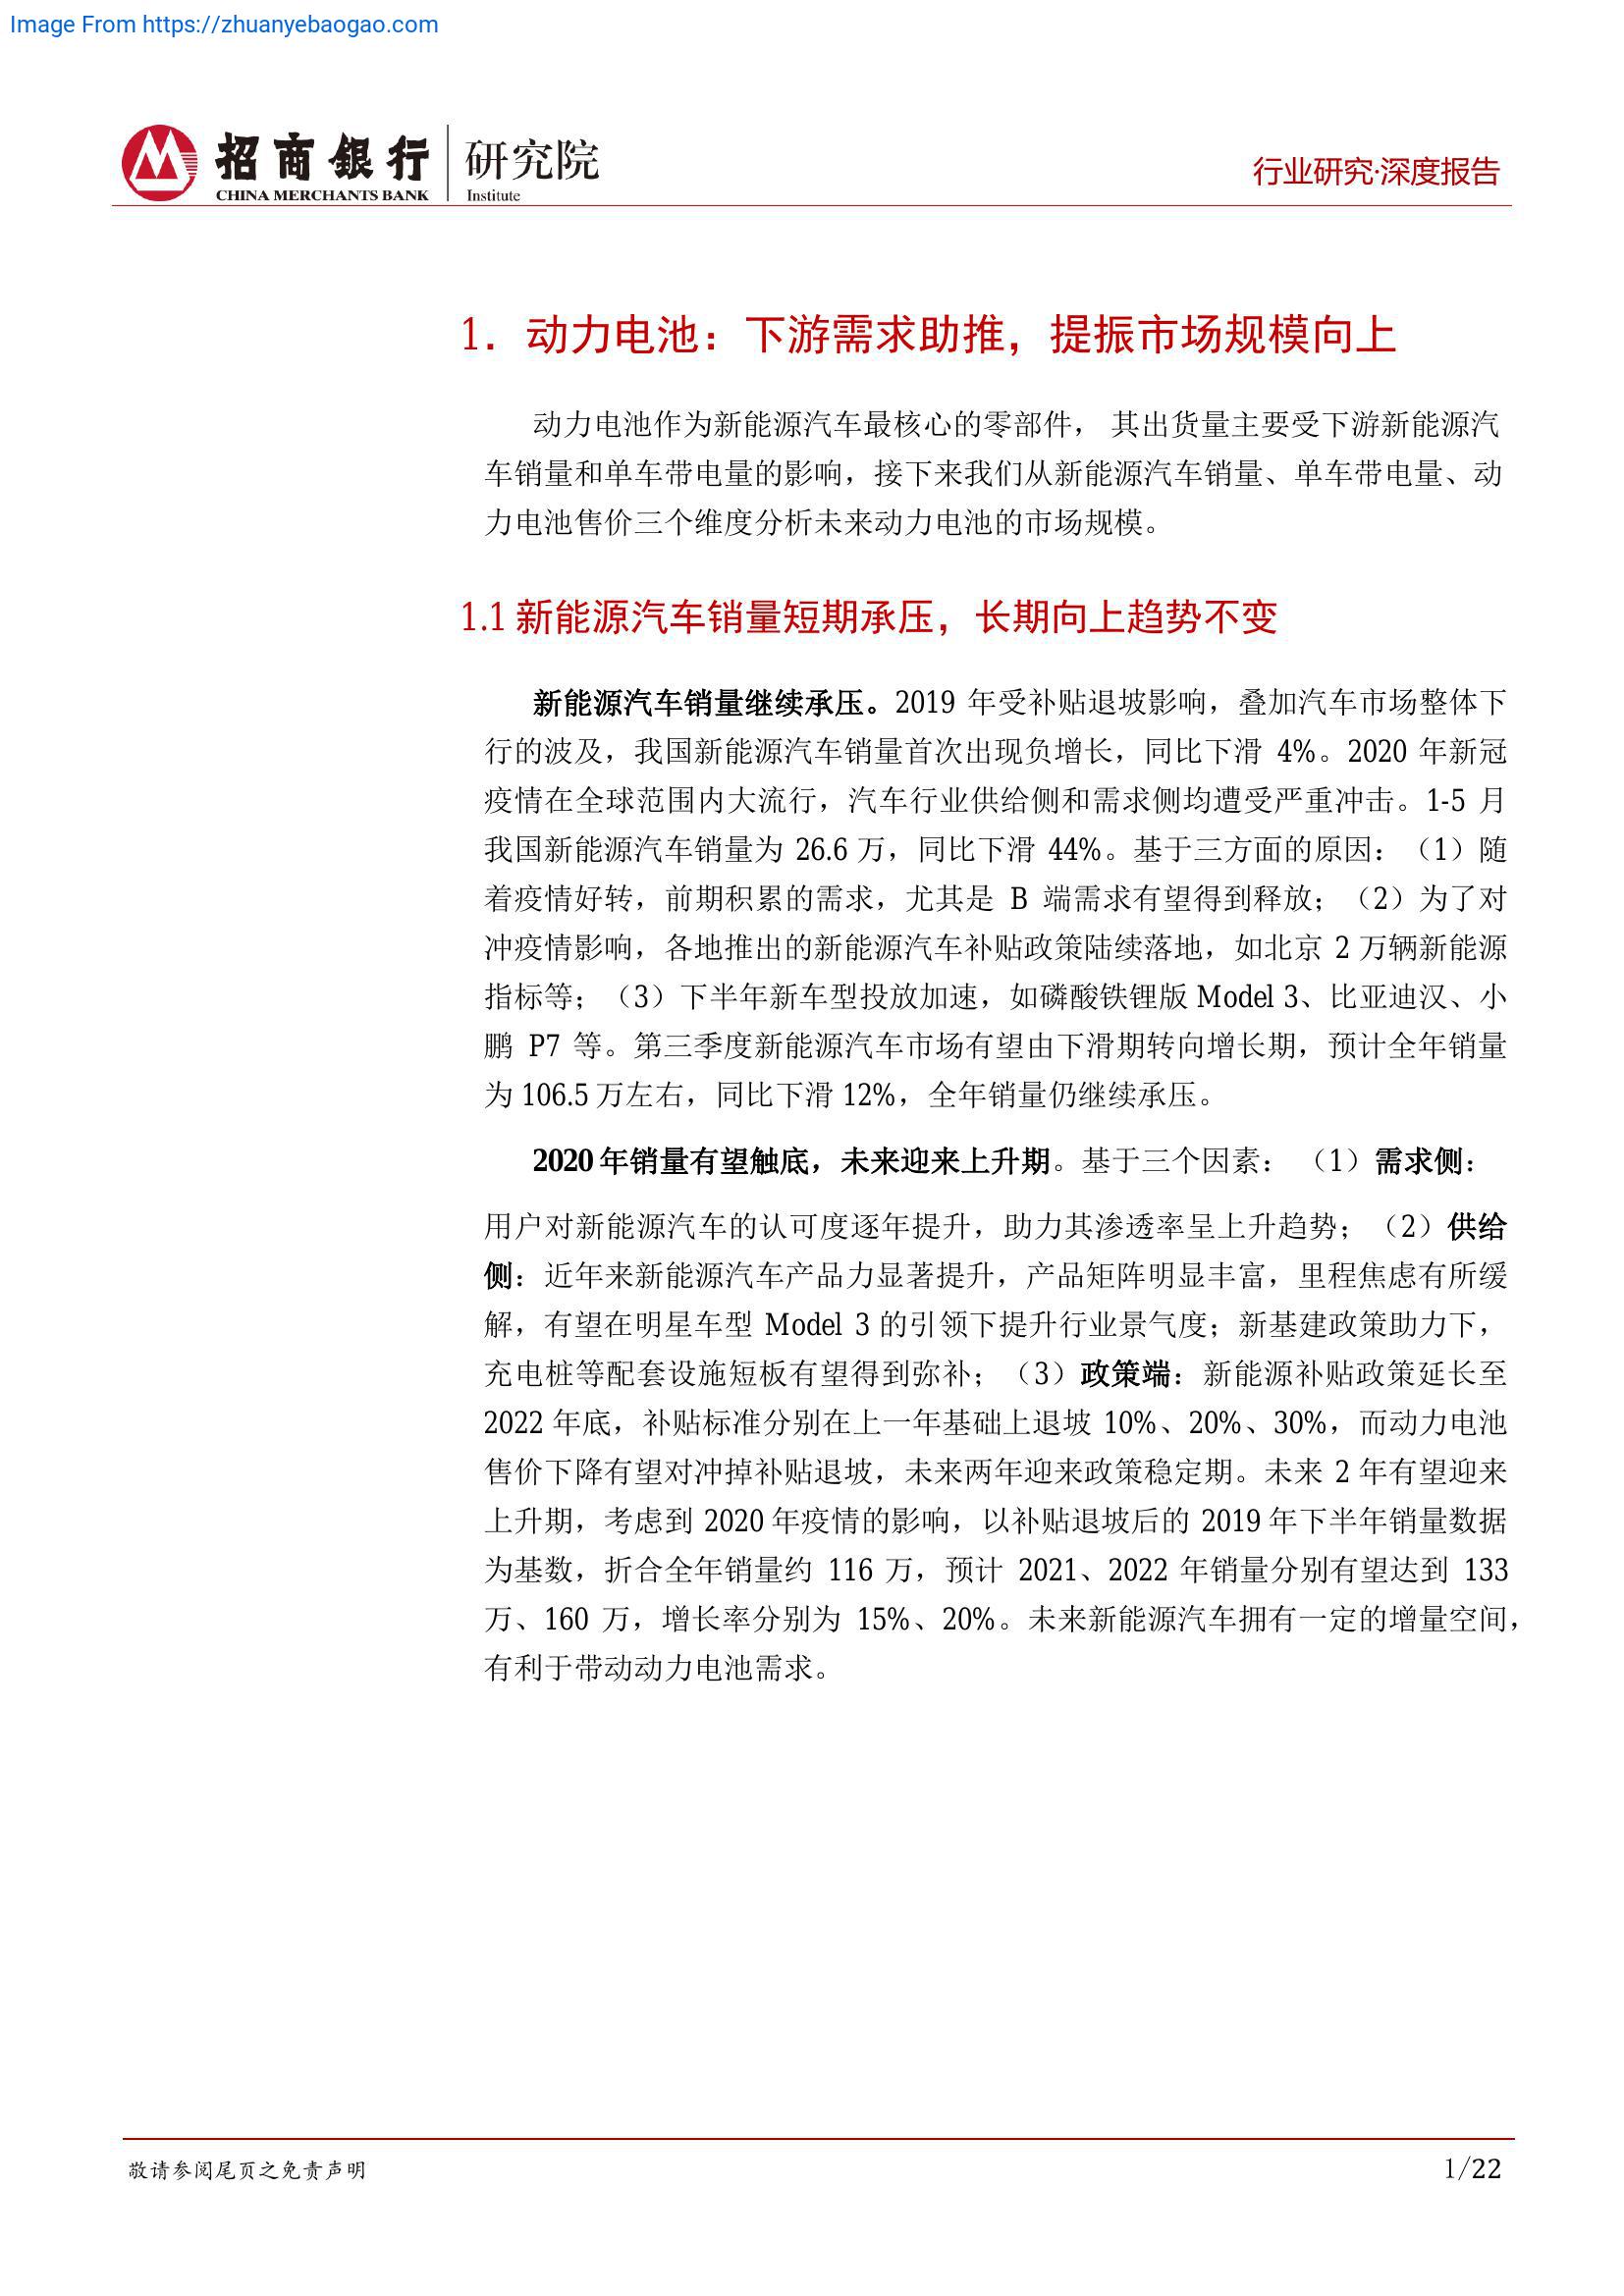 Image From https://zhuanyebaogao.com
招商銀行
CHINA MERCHANTS BANK
研究院
Institute
行业研究·深度报告
1. 动力电池：下游需求助推，提振市场规模向上
动力电池作为新能源汽车最核心的零部件， 其出货量主要受下游新能源汽
车销量和单车带电量的影响，接下来我们从新能源汽车销量、单车带电量、动
力电池售价三个维度分析未来动力电池的市场规模。
1.1 新能源汽车销量短期承压，长期向上趋势不变
新能源汽车销量继续承压。2019 年受补贴退坡影响，叠加汽车市场整体下
行的波及，我国新能源汽车销量首次出现负增长，同比下滑 4%。2020 年新冠
疫情在全球范围内大流行，汽车行业供给侧和需求侧均遭受严重冲击。1-5 月
我国新能源汽车销量为 26.6 万，同比下滑 44%。基于三方面的原因：（1）随
着疫情好转，前期积累的需求，尤其是 B 端需求有望得到释放；（2）为了对
冲疫情影响，各地推出的新能源汽车补贴政策陆续落地，如北京 2 万辆新能源
指标等；（3）下半年新车型投放加速，如磷酸铁锂版 Model 3、比亚迪汉、小
鹏 P7 等。第三季度新能源汽车市场有望由下滑期转向增长期，预计全年销量
为 106.5 万左右，同比下滑 12%，全年销量仍继续承压。
2020 年销量有望触底，未来迎来上升期。基于三个因素： （1）需求侧：
用户对新能源汽车的认可度逐年提升，助力其渗透率呈上升趋势；（2）供给
侧：近年来新能源汽车产品力显著提升，产品矩阵明显丰富，里程焦虑有所缓
解，有望在明星车型 Model 3 的引领下提升行业景气度；新基建政策助力下，
充电桩等配套设施短板有望得到弥补；（3）政策端：新能源补贴政策延长至
2022 年底，补贴标准分别在上一年基础上退坡 10%、20%、30%，而动力电池
售价下降有望对冲掉补贴退坡，未来两年迎来政策稳定期。未来 2 年有望迎来
上升期，考虑到 2020 年疫情的影响，以补贴退坡后的 2019 年下半年销量数据
为基数，折合全年销量约 116 万，预计 2021、2022 年销量分别有望达到 133
万、160 万，增长率分别为 15%、20%。未来新能源汽车拥有一定的增量空间，
有利于带动动力电池需求。
敬请参阅尾页之免责声明
1/22